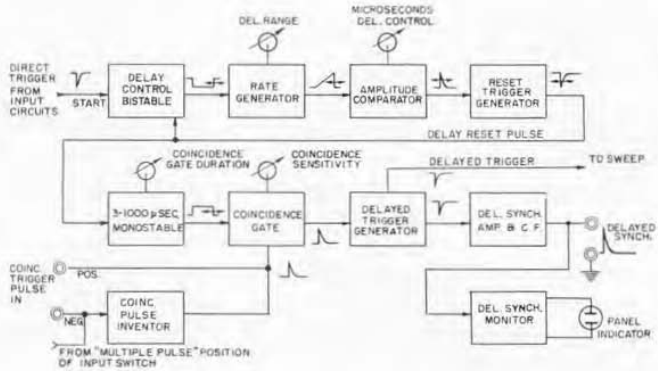 MICROSECONDS
DEL. RANGE
DEL. CONTROL
DIRECT
TRIGGER
FROM
INPUT
CIRCUITS
START
DELAY
CONTROL
BISTABLE
RATE
GENERATOR
AMPLITUDE
COMPARATOR
RESET
TRIGGER
GENERATOR
DELAY RESET PULSE
COINCIDENCE
GATE DURATION
COINCIDENCE
SENSITIVITY
DELAYED TRIGGER
TO SWEEP
3-1000 μ SEC,
MONOSTABLE
COINCIDENCE
GATE
DELAYED
TRIGGER
GENERATOR
DEL. SYNCH.
AMP. & C.F.
DELAYED
SYNCH.
COINC.
TRIGGER
PULSE
IN
POS.
NEG.
COINC.
PULSE
INVENTOR
DEL. SYNCH.
MONITOR
PANEL
INDICATOR
FROM "MULTIPLE PULSE" POSITION
OF INPUT SWITCH